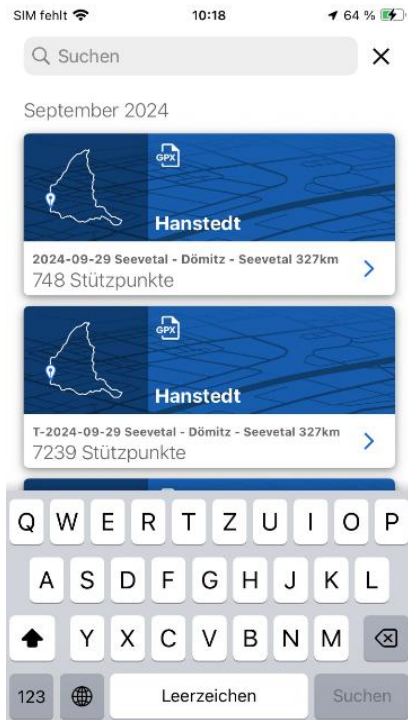 SIM fehlt 10:18 64 %
Suchen
September 2024
GPX
Hanstedt
2024-09-29 Seevetal - Dömitz - Seevetal 327km
748 Stützpunkte
GPX
Hanstedt
T-2024-09-29 Seevetal - Dömitz - Seevetal 327km
7239 Stützpunkte
Q W E R T Z U I O P
A S D F G H J K L
Y X C V B N M
123 Leerzeichen Suchen